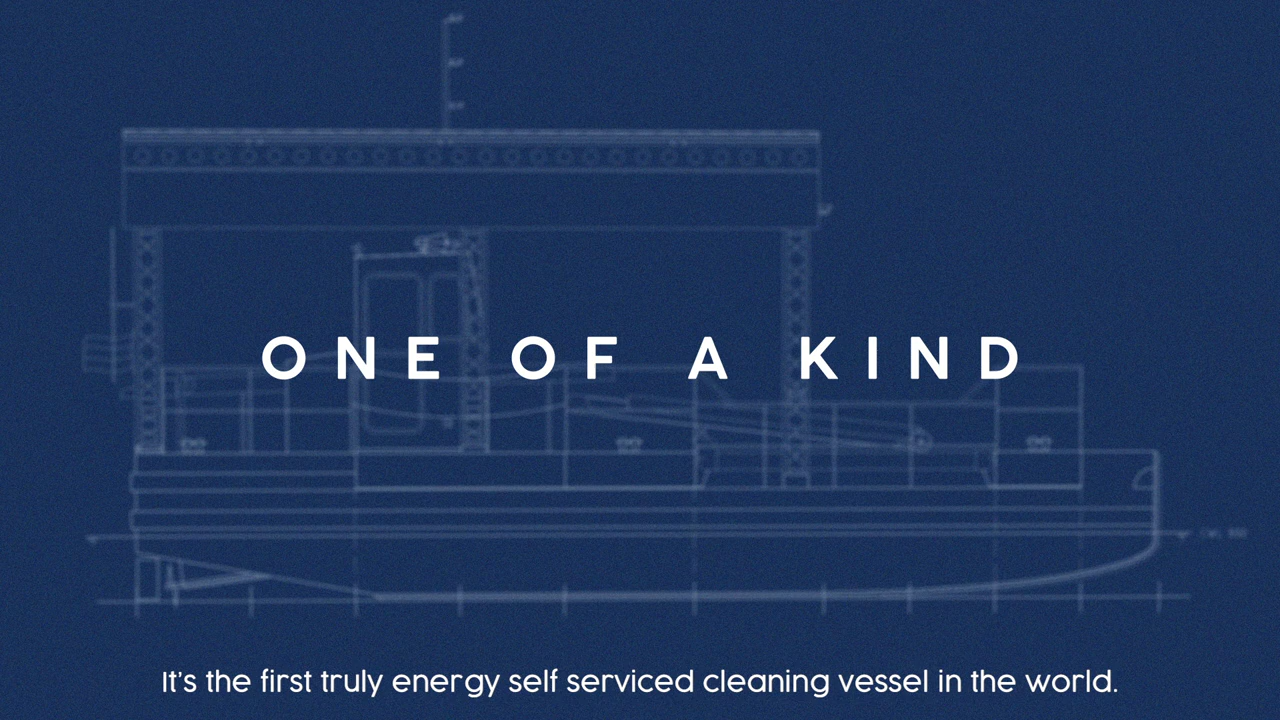 ONE OF A KIND
It's the first truly energy self serviced cleaning vessel in the world.